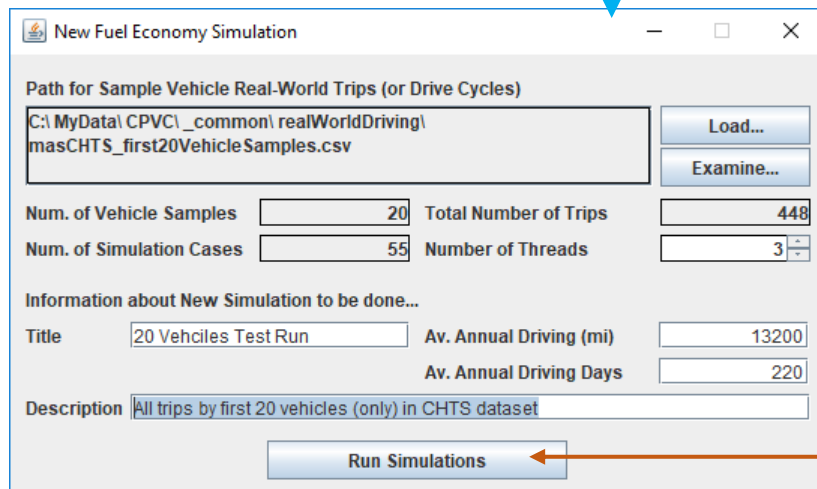 New Fuel Economy Simulation
Path for Sample Vehicle Real-World Trips (or Drive Cycles)
C:\ MyData\ CPVC\ _common\ realWorldDriving\
masCHTS_first20VehicleSamples.csv
Load...
Examine...
Num. of Vehicle Samples 20 Total Number of Trips 448
Num. of Simulation Cases 55 Number of Threads 3
Information about New Simulation to be done...
Title 20 Vehciles Test Run Av. Annual Driving (mi) 13200
Av. Annual Driving Days 220
Description All trips by first 20 vehicles (only) in CHTS dataset
Run Simulations